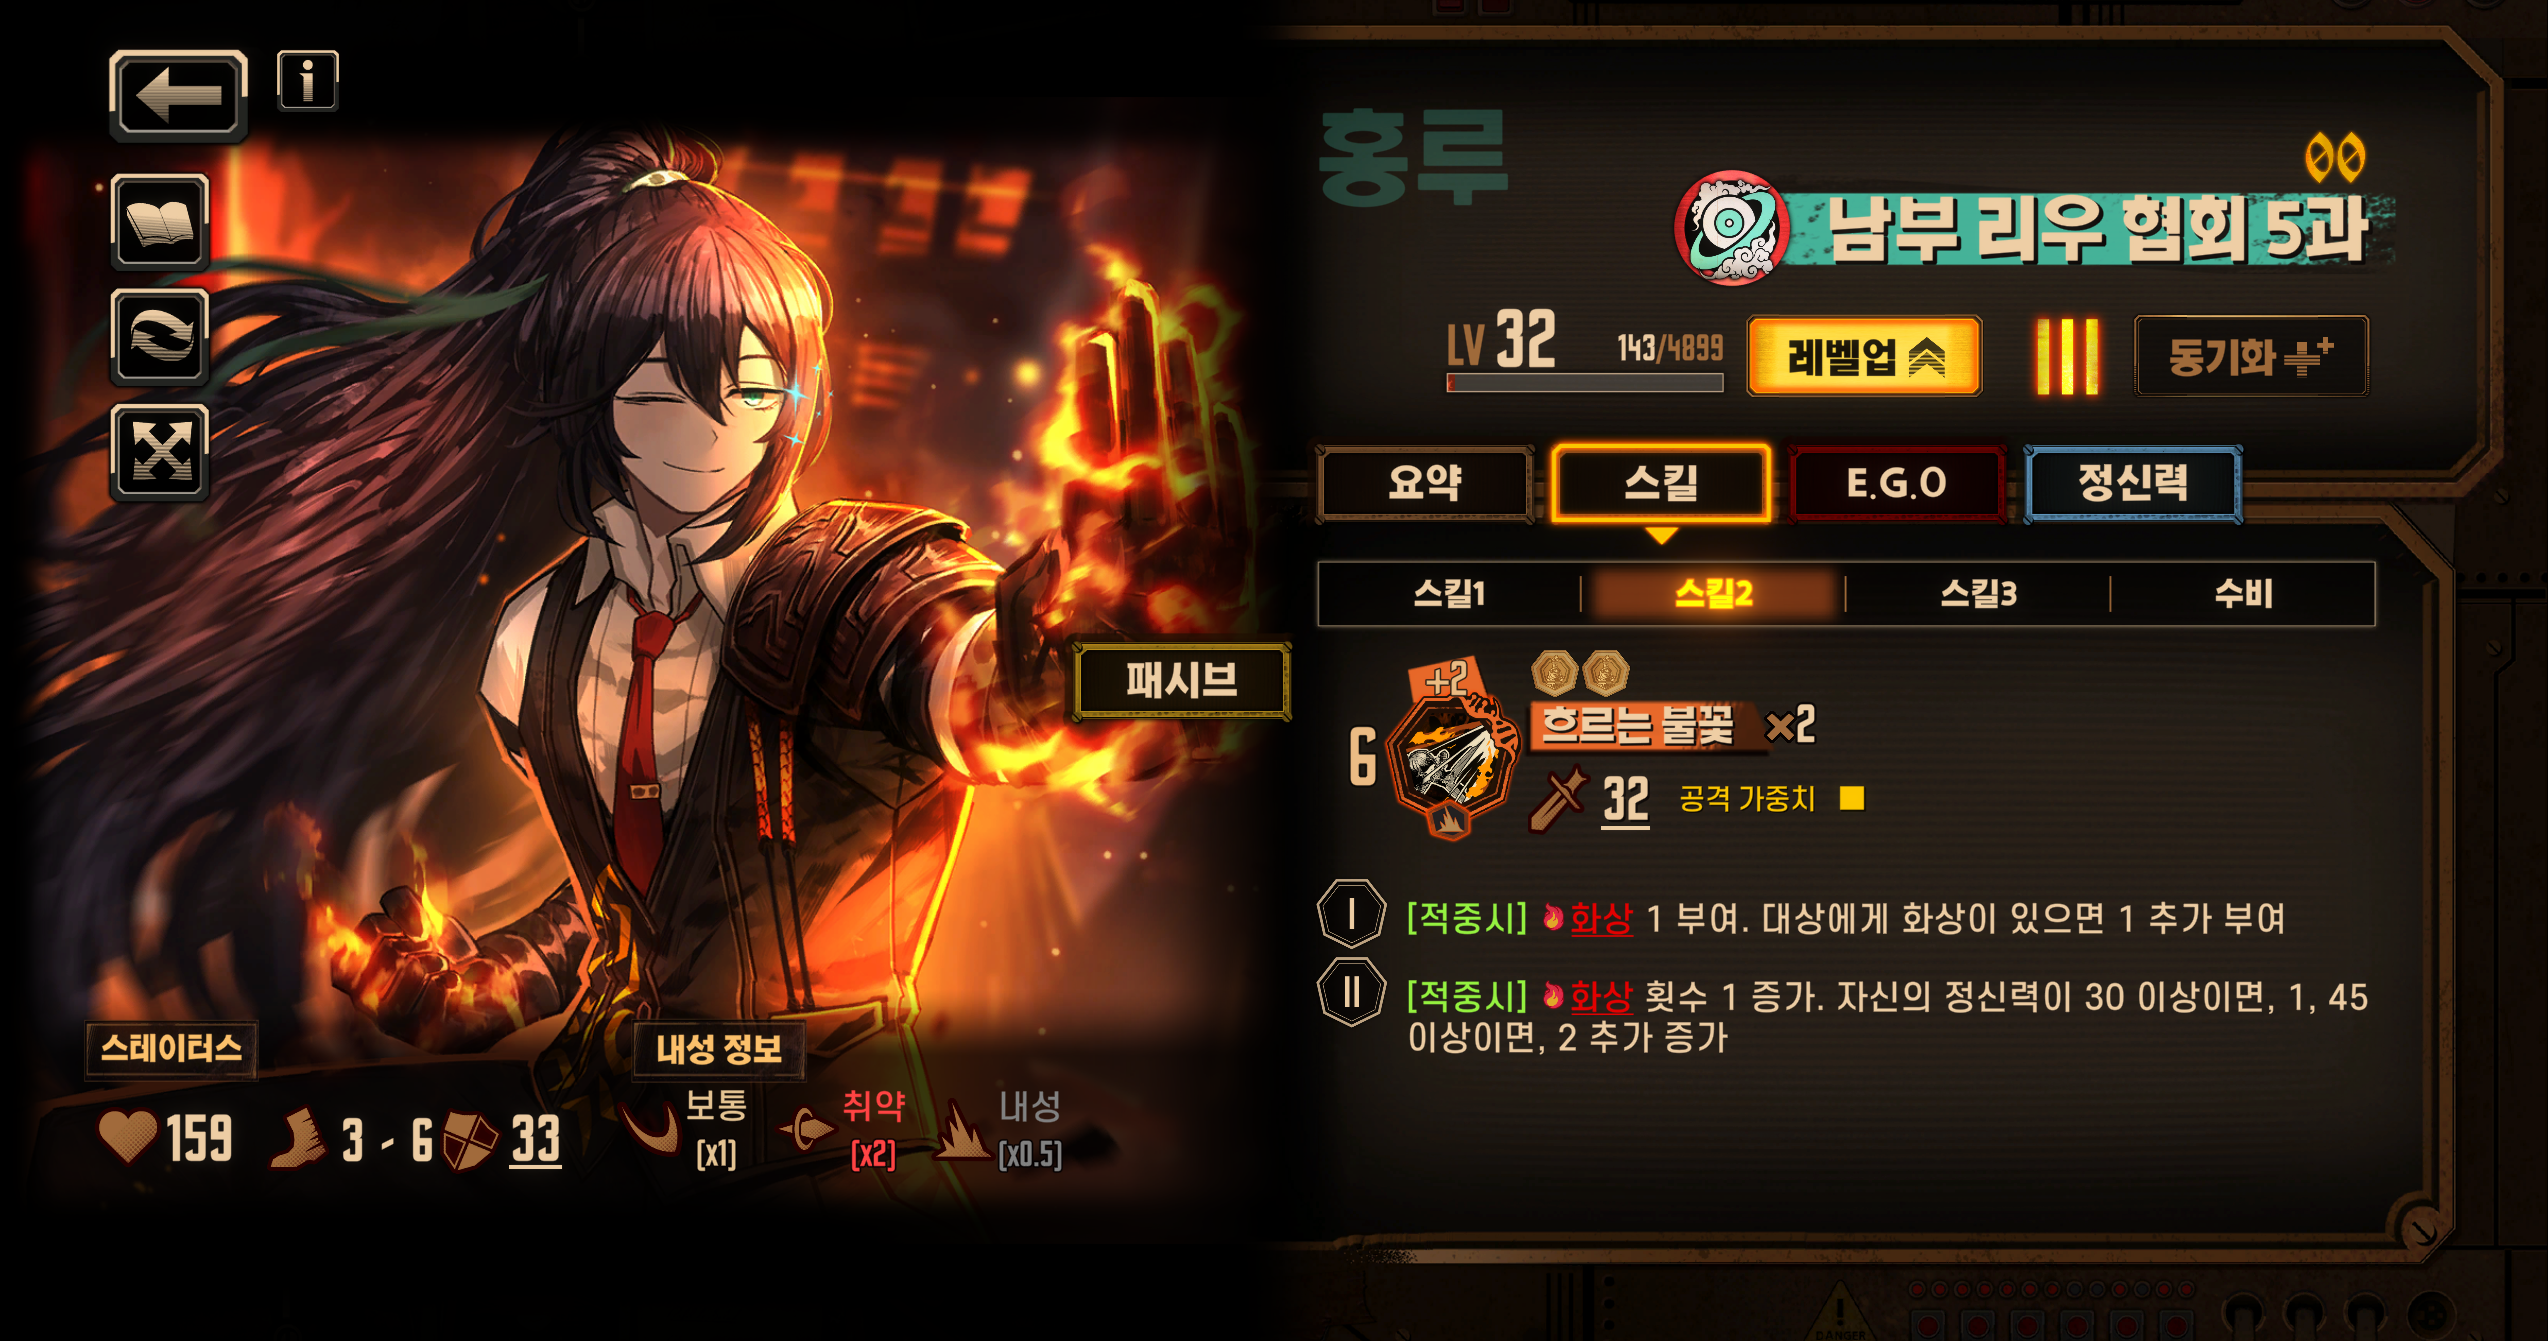 홍루
남부 리우 협회 5과
LV 32 143/4899 레벨업 동기화
요약 스킬 E.G.O 정신력
스킬1 스킬2 스킬3 수비
패시브
+2
6 흐르는 불꽃 ×2
32 공격 가중치
I [적중시] 화상 1 부여. 대상에게 화상이 있으면 1 추가 부여
II [적중시] 화상 횟수 1 증가. 자신의 정신력이 30 이상이면, 1, 45
이상이면, 2 추가 증가
스테이터스 내성 정보
159 3 - 6 33
보통 취약 내성
[x1] [x2] [x0.5]
DANGER